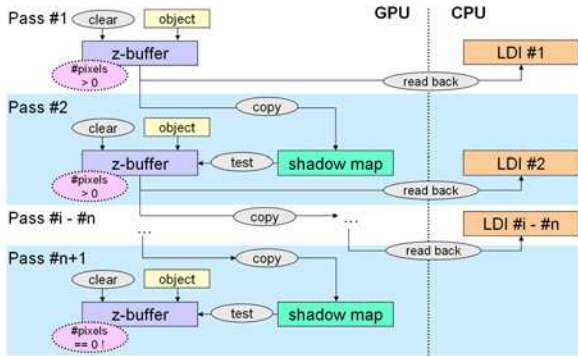 Pass #1
clear
object
GPU
CPU
z-buffer
LDI #1
#pixels
> 0
read back
copy
Pass #2
clear
object
z-buffer
test
shadow map
LDI #2
#pixels
> 0
read back
Pass #i - #n
copy
...
LDI #i - #n
...
read back
Pass #n+1
copy
clear
object
z-buffer
test
shadow map
#pixels
== 0 !